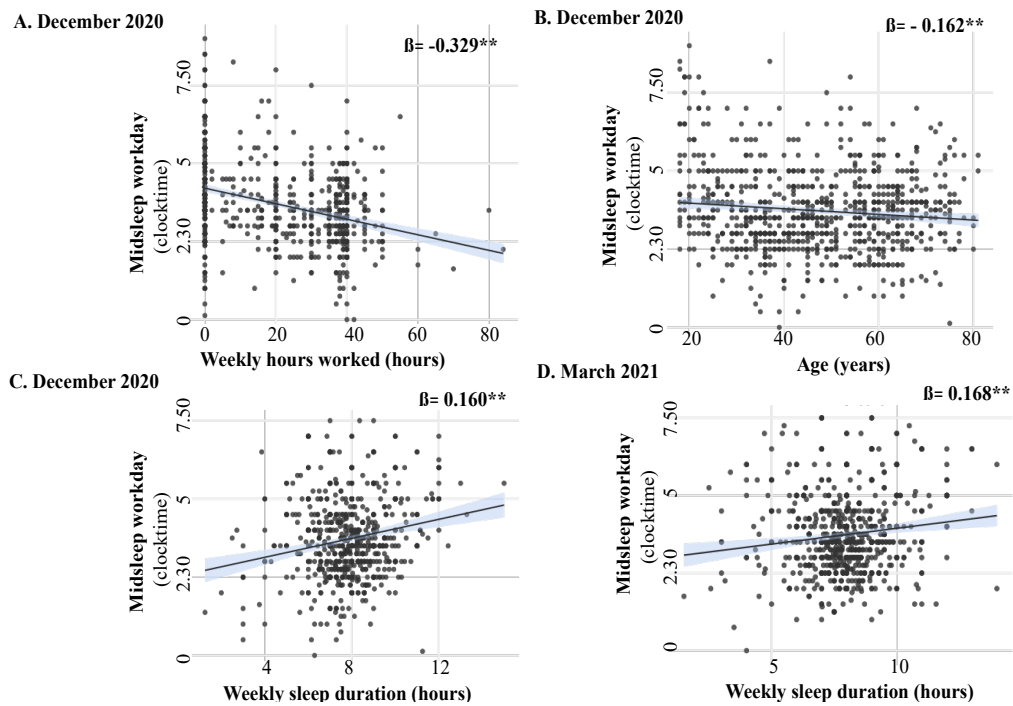 A. December 2020
ß= -0.329**
Midsleep workday
(clocktime)
7.50
5
2.30
0
0
20
40
60
80
Weekly hours worked (hours)
B. December 2020
ß= - 0.162**
Midsleep workday
(clocktime)
7.50
5
2.30
0
20
40
60
80
Age (years)
C. December 2020
ß= 0.160**
Midsleep workday
(clocktime)
7.50
5
2.30
0
4
8
12
Weekly sleep duration (hours)
D. March 2021
ß= 0.168**
Midsleep workday
(clocktime)
7.50
5
2.30
0
5
10
Weekly sleep duration (hours)